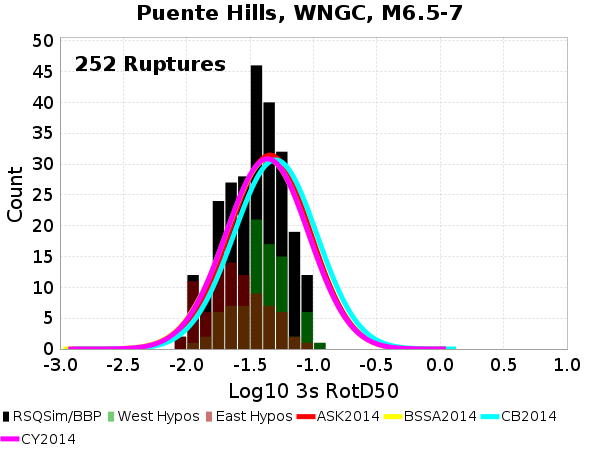 Puente Hills, WNGC, M6.5-7
252 Ruptures
Count
50
45
40
35
30
25
20
15
10
5
0
-3.0 -2.5 -2.0 -1.5 -1.0 -0.5 0.0 0.5 1.0
Log10 3s RotD50
RSQSim/BBP West Hypos East Hypos ASK2014 BSSA2014 CB2014
CY2014